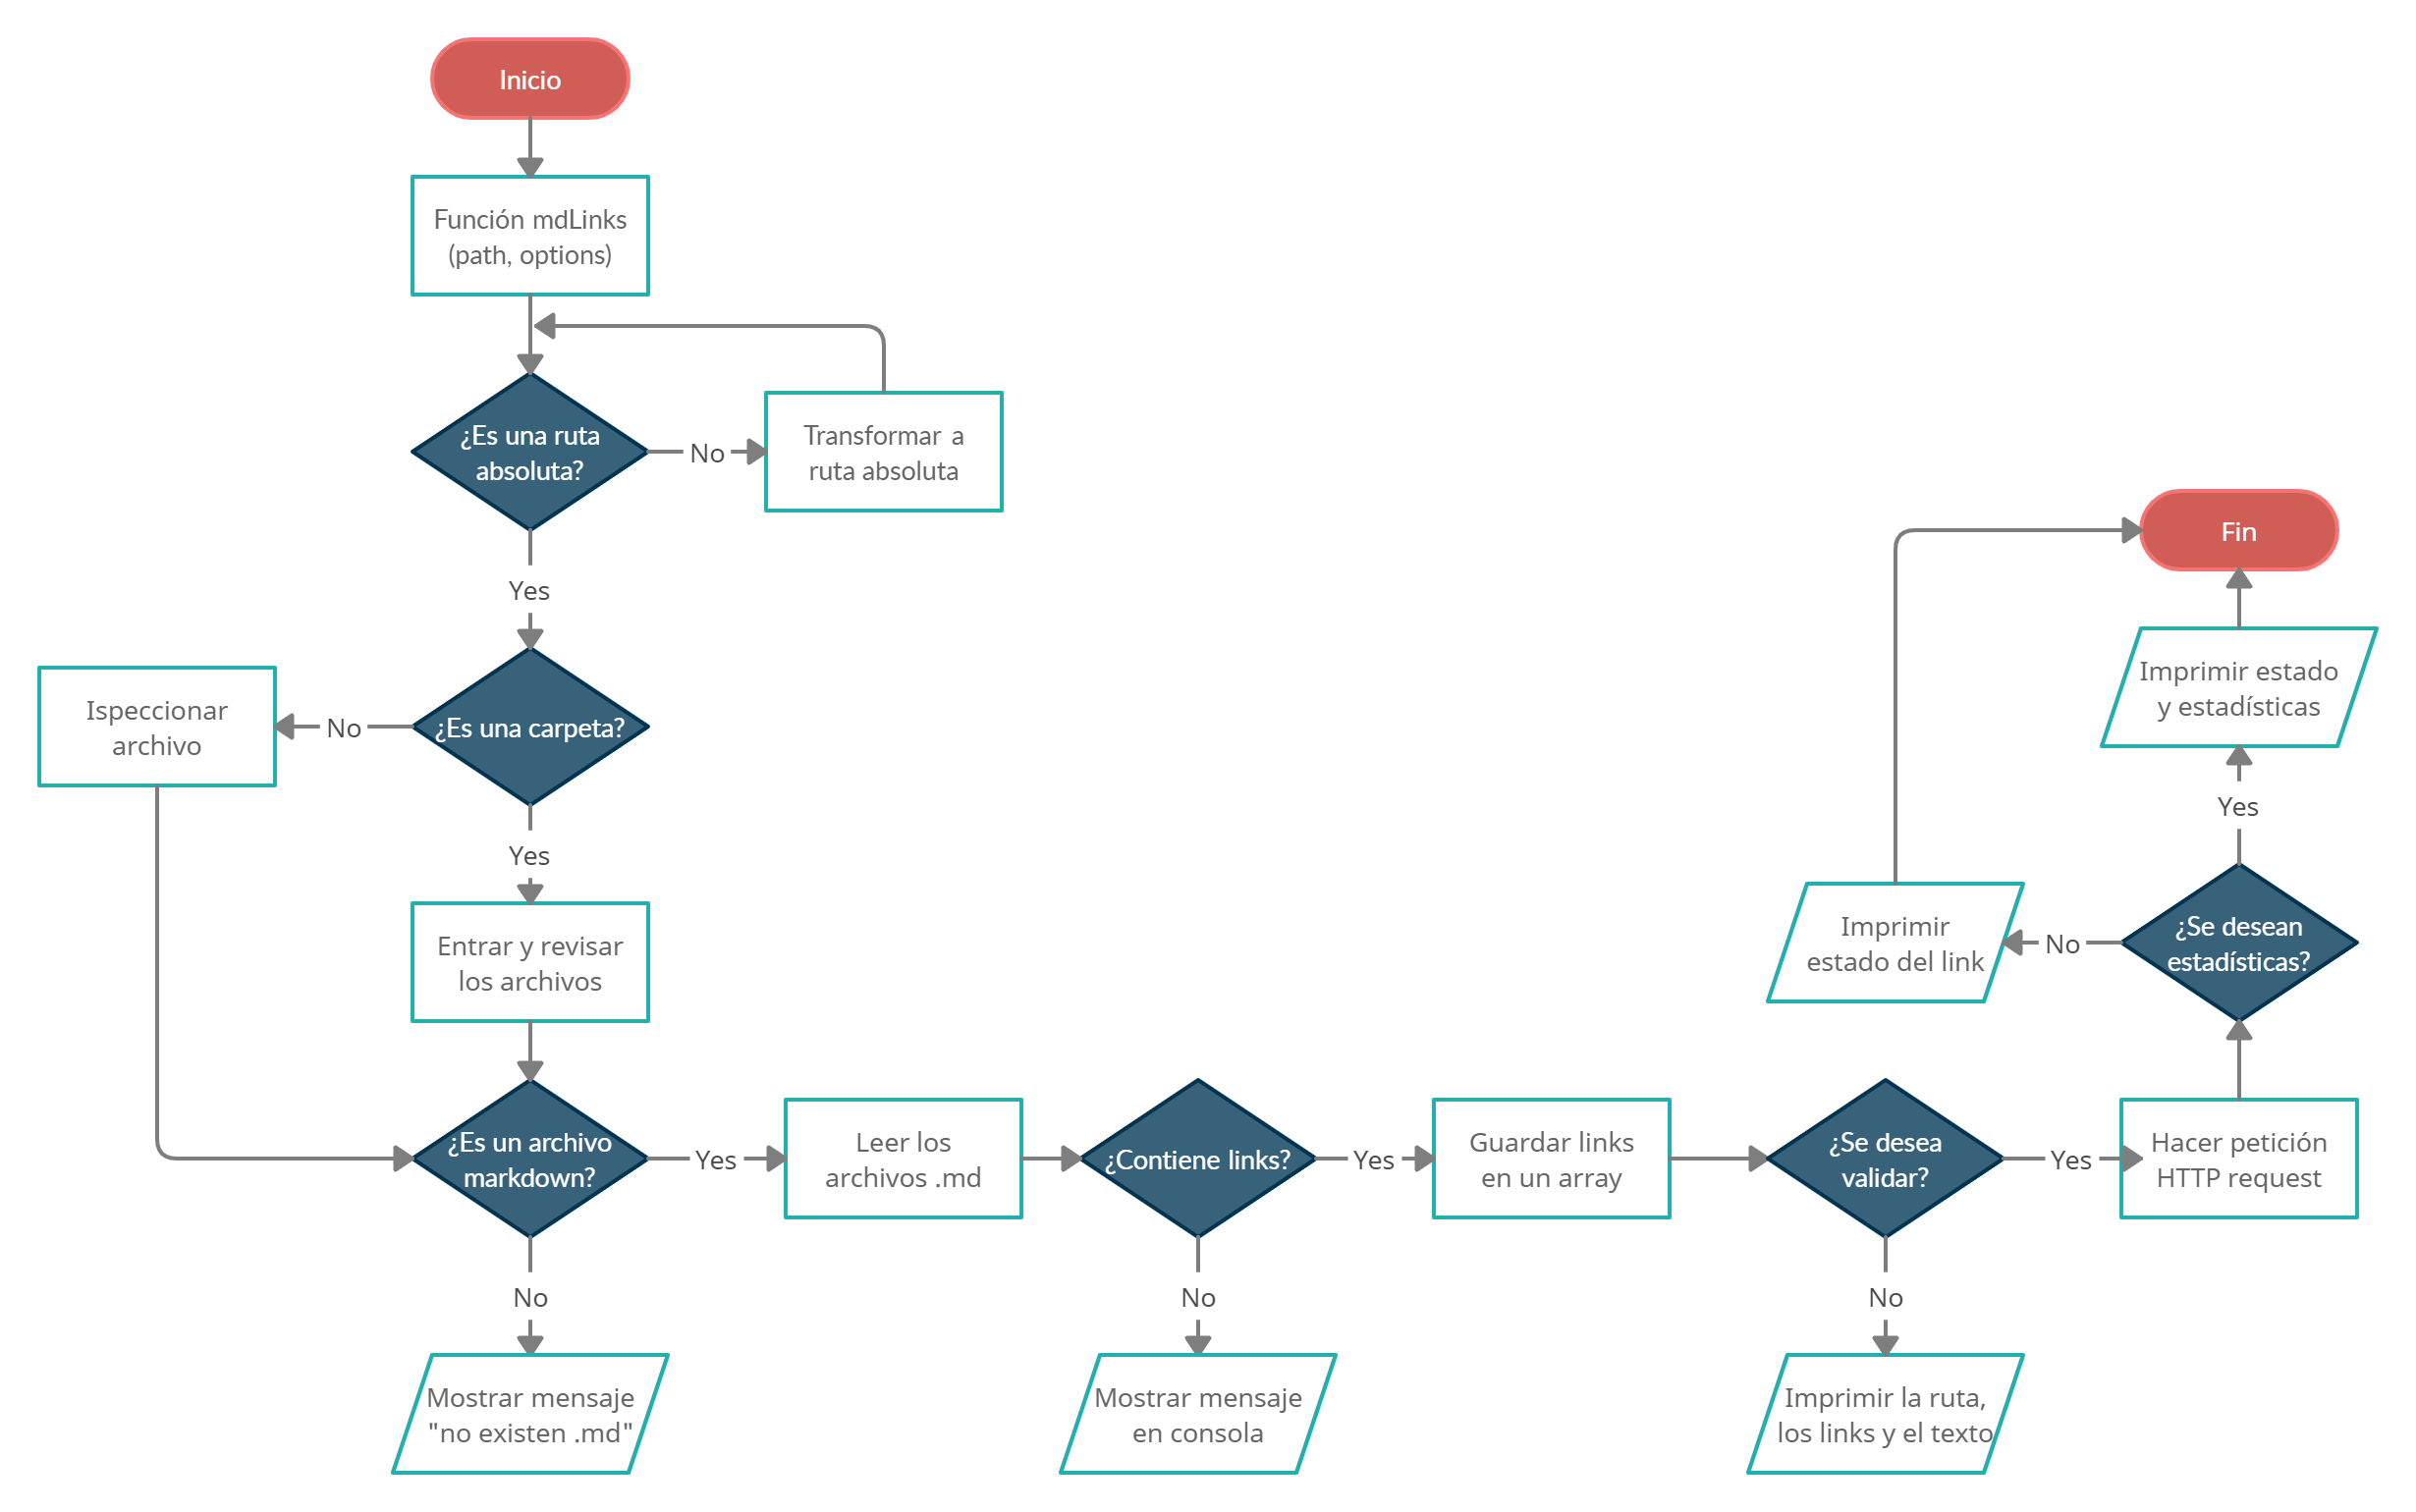 Inicio
Función mdLinks
(path, options)
¿Es una ruta
absoluta?
No
Transformar a
ruta absoluta
Yes
¿Es una carpeta?
No
Ispeccionar
archivo
Yes
Entrar y revisar
los archivos
¿Es un archivo
markdown?
No
Mostrar mensaje
"no existen .md"
Yes
Leer los
archivos .md
¿Contiene links?
No
Mostrar mensaje
en consola
Yes
Guardar links
en un array
¿Se desea
validar?
No
Imprimir la ruta,
los links y el texto
Yes
Hacer petición
HTTP request
¿Se desean
estadísticas?
No
Imprimir
estado del link
Yes
Imprimir estado
y estadísticas
Fin